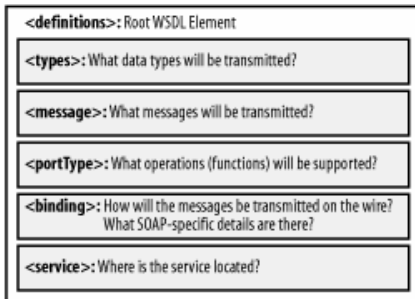 <definitions>: Root WSDL Element
<types>: What data types will be transmitted?
<message>: What messages will be transmitted?
<portType>: What operations (functions) will be supported?
<binding>: How will the messages be transmitted on the wire?
What SOAP-specific details are there?
<service>: Where is the service located?